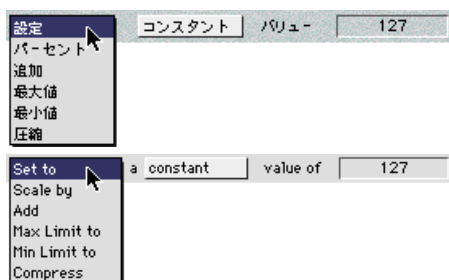 設定 コンスタント バリュー 127
パーセント
追加
最大値
最小値
圧縮
Set to a constant value of 127
Scale by
Add
Max Limit to
Min Limit to
Compress